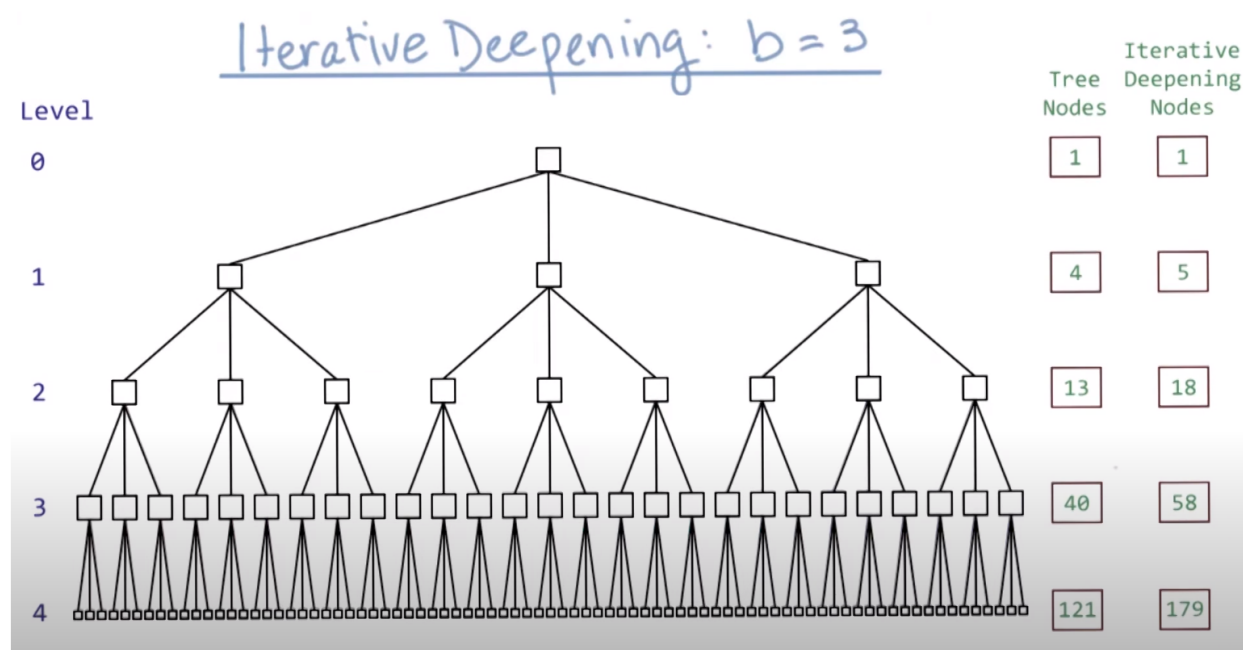 Iterative Deepening: b = 3
Level
Tree Nodes
Iterative Deepening Nodes
0 1 1
1 4 5
2 13 18
3 40 58
4 121 179